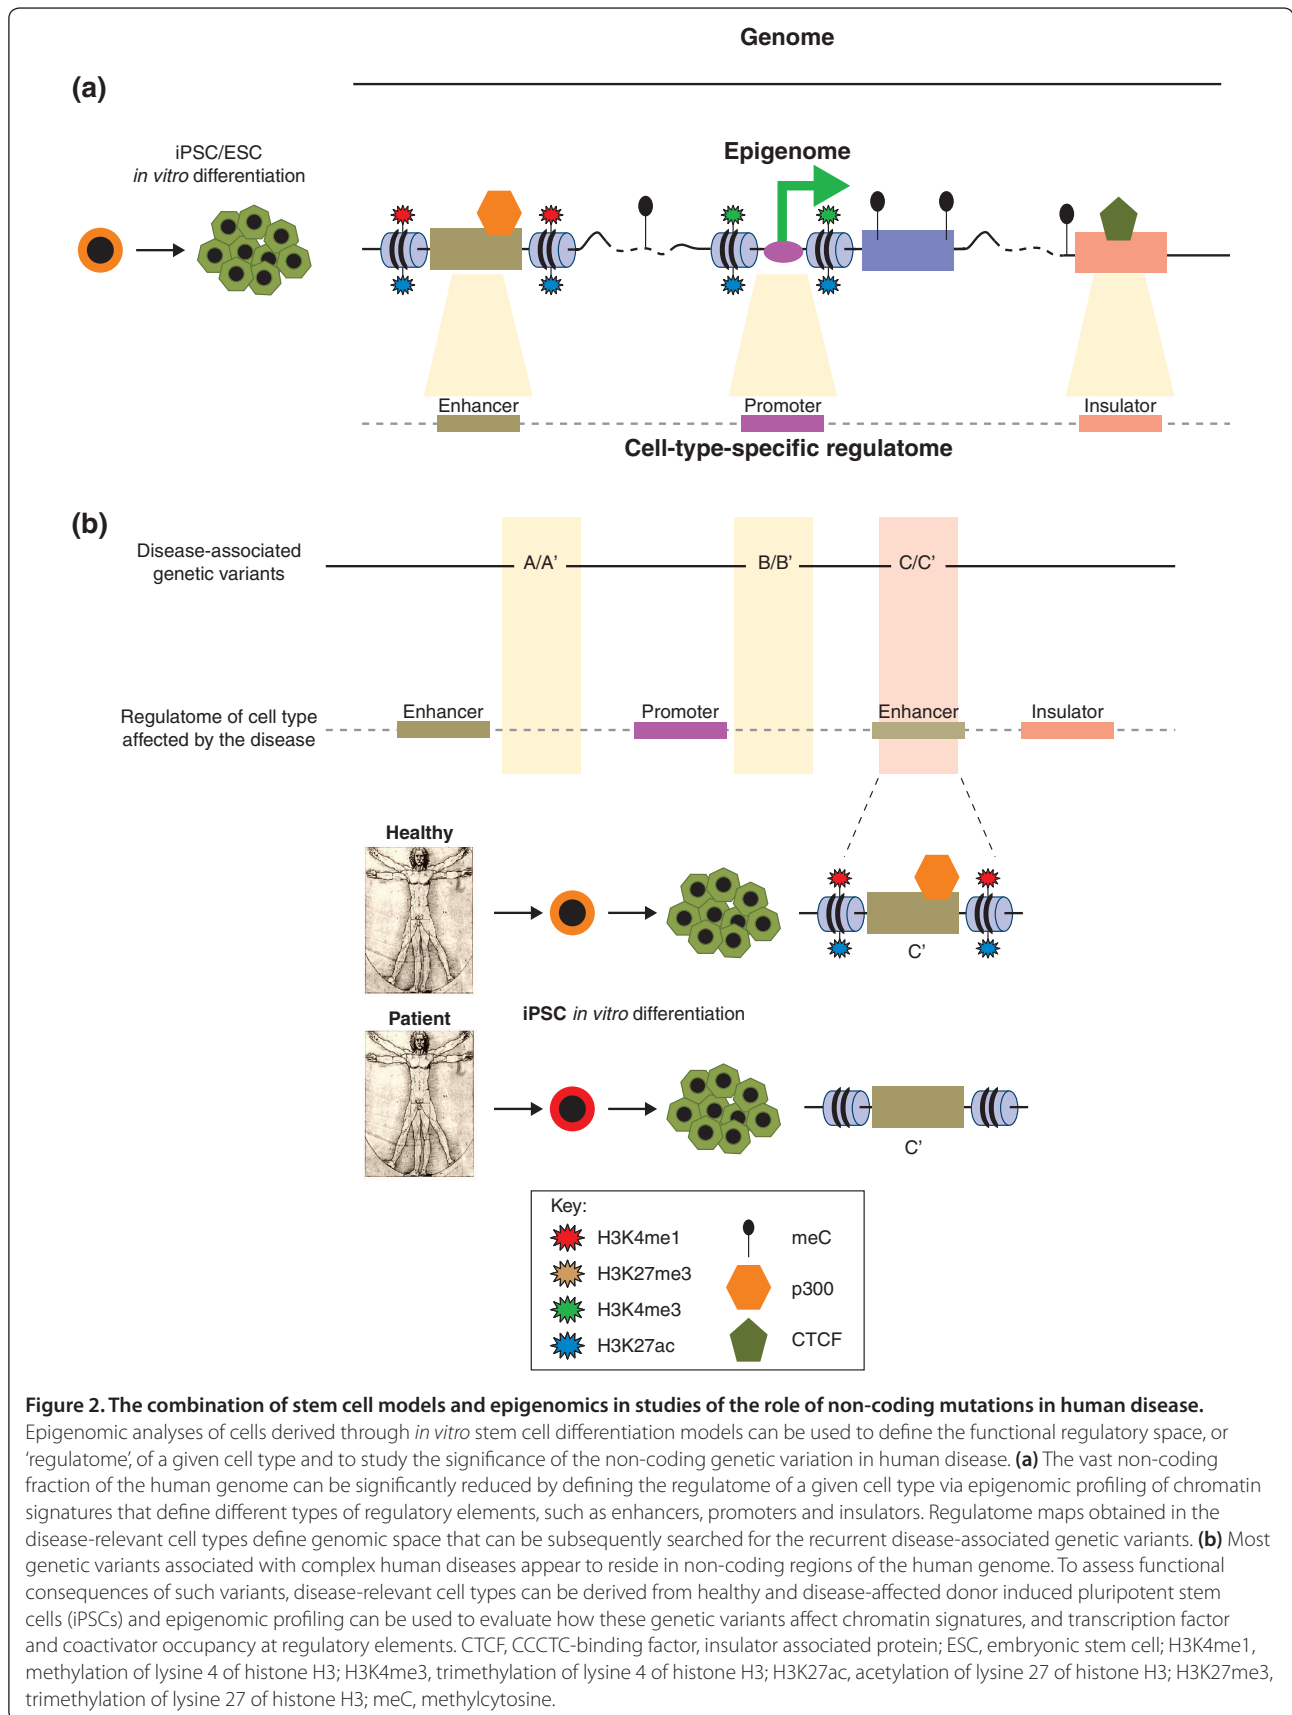 Genome
(a)
iPSC/ESC
in vitro differentiation
Epigenome
Enhancer
Promoter
Insulator
Cell-type-specific regulatome
(b)
Disease-associated
genetic variants
A/A’
B/B’
C/C’
Regulatome of cell type
affected by the disease
Enhancer
Promoter
Enhancer
Insulator
Healthy
C’
iPSC in vitro differentiation
Patient
C’
Key:
H3K4me1
H3K27me3
H3K4me3
H3K27ac
meC
p300
CTCF
Figure 2. The combination of stem cell models and epigenomics in studies of the role of non-coding mutations in human disease.
Epigenomic analyses of cells derived through in vitro stem cell differentiation models can be used to define the functional regulatory space, or
‘regulatome’, of a given cell type and to study the significance of the non-coding genetic variation in human disease. (a) The vast non-coding
fraction of the human genome can be significantly reduced by defining the regulatome of a given cell type via epigenomic profiling of chromatin
signatures that define different types of regulatory elements, such as enhancers, promoters and insulators. Regulatome maps obtained in the
disease-relevant cell types define genomic space that can be subsequently searched for the recurrent disease-associated genetic variants. (b) Most
genetic variants associated with complex human diseases appear to reside in non-coding regions of the human genome. To assess functional
consequences of such variants, disease-relevant cell types can be derived from healthy and disease-affected donor induced pluripotent stem
cells (iPSCs) and epigenomic profiling can be used to evaluate how these genetic variants affect chromatin signatures, and transcription factor
and coactivator occupancy at regulatory elements. CTCF, CCCTC-binding factor, insulator associated protein; ESC, embryonic stem cell; H3K4me1,
methylation of lysine 4 of histone H3; H3K4me3, trimethylation of lysine 4 of histone H3; H3K27ac, acetylation of lysine 27 of histone H3; H3K27me3,
trimethylation of lysine 27 of histone H3; meC, methylcytosine.